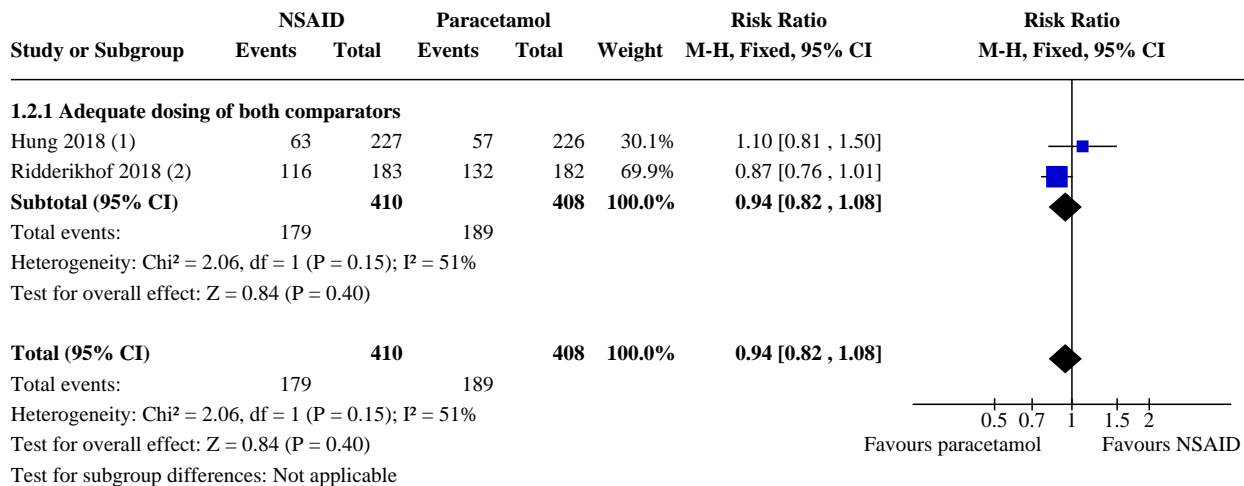 NSAID Paracetamol Risk Ratio Risk Ratio
Study or Subgroup Events Total Events Total Weight M-H, Fixed, 95% CI M-H, Fixed, 95% CI
1.2.1 Adequate dosing of both comparators
Hung 2018 (1) 63 227 57 226 30.1% 1.10 [0.81 , 1.50]
Ridderikhof 2018 (2) 116 183 132 182 69.9% 0.87 [0.76 , 1.01]
Subtotal (95% CI) 410 408 100.0% 0.94 [0.82 , 1.08]
Total events: 179 189
Heterogeneity: Chi² = 2.06, df = 1 (P = 0.15); I² = 51%
Test for overall effect: Z = 0.84 (P = 0.40)
Total (95% CI) 410 408 100.0% 0.94 [0.82 , 1.08]
Total events: 179 189
Heterogeneity: Chi² = 2.06, df = 1 (P = 0.15); I² = 51%
0.5 0.7 1 1.5 2
Test for overall effect: Z = 0.84 (P = 0.40) Favours paracetamol Favours NSAID
Test for subgroup differences: Not applicable